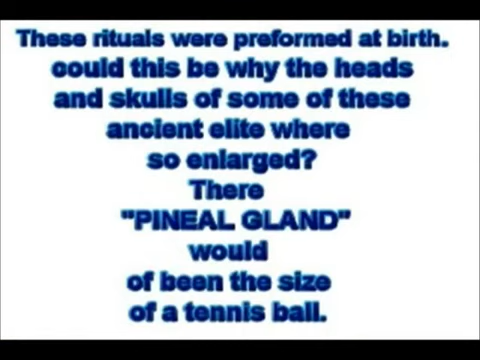 These rituals were preformed at birth.
could this be why the heads
and skulls of some of these
ancient elite where
so enlarged?
There
"PINEAL GLAND"
would
of been the size
of a tennis ball.